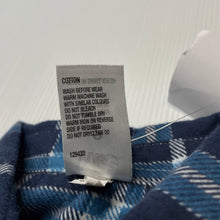 COTTON
WASH BEFORE WEAR
WARM MACHINE WASH
WITH SIMILAR COLOURS
DO NOT BLEACH
DO NOT TUMBLE DRY
WARM IRON ON REVERSE
SIDE IF REQUIRED
DO NOT DRYCLEAN
129432